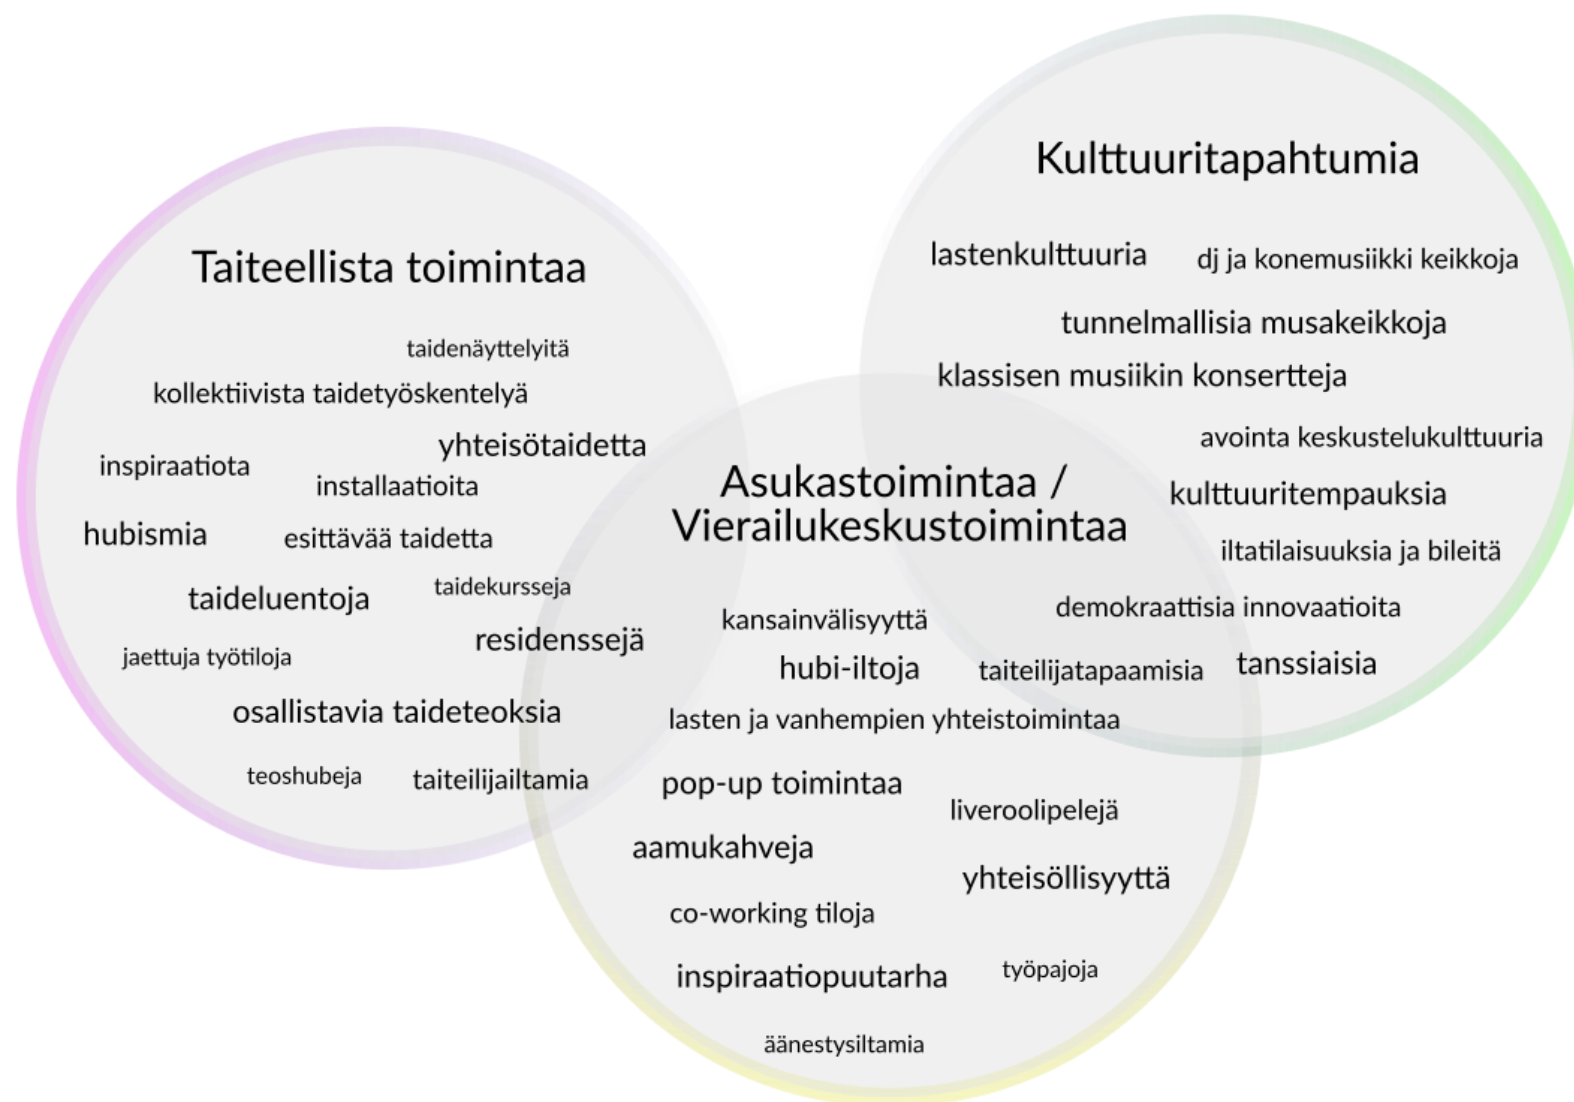 Kulttuuritapahtumia
lastenkulttuuria
dj ja konemusiikki keikkoja
tunnelmallisia musakeikkoja
klassisen musiikin konsertteja
avointa keskustelukulttuuria
kulttuuritempauksia
iltatilaisuuksia ja bileitä
demokraattisia innovaatioita
taiteilijatapaamisia
tanssiaisia
Taiteellista toimintaa
taidenäyttelyitä
kollektiivista taidetyöskentelyä
yhteisötaidetta
inspiraatiota
installaatioita
hubismia
esittävää taidetta
taidekursseja
taideluentoja
residenssejä
jaettuja työtiloja
osallistavia taideteoksia
teoshubeja
taiteilijailtamia
Asukastoimintaa /
Vierailukeskustoimintaa
kansainvälisyyttä
hubi-iltoja
lasten ja vanhempien yhteistoimintaa
pop-up toimintaa
liveroolipelejä
aamukahveja
yhteisöllisyyttä
co-working tiloja
inspiraatiopuutarha
työpajoja
äänestysiltamia